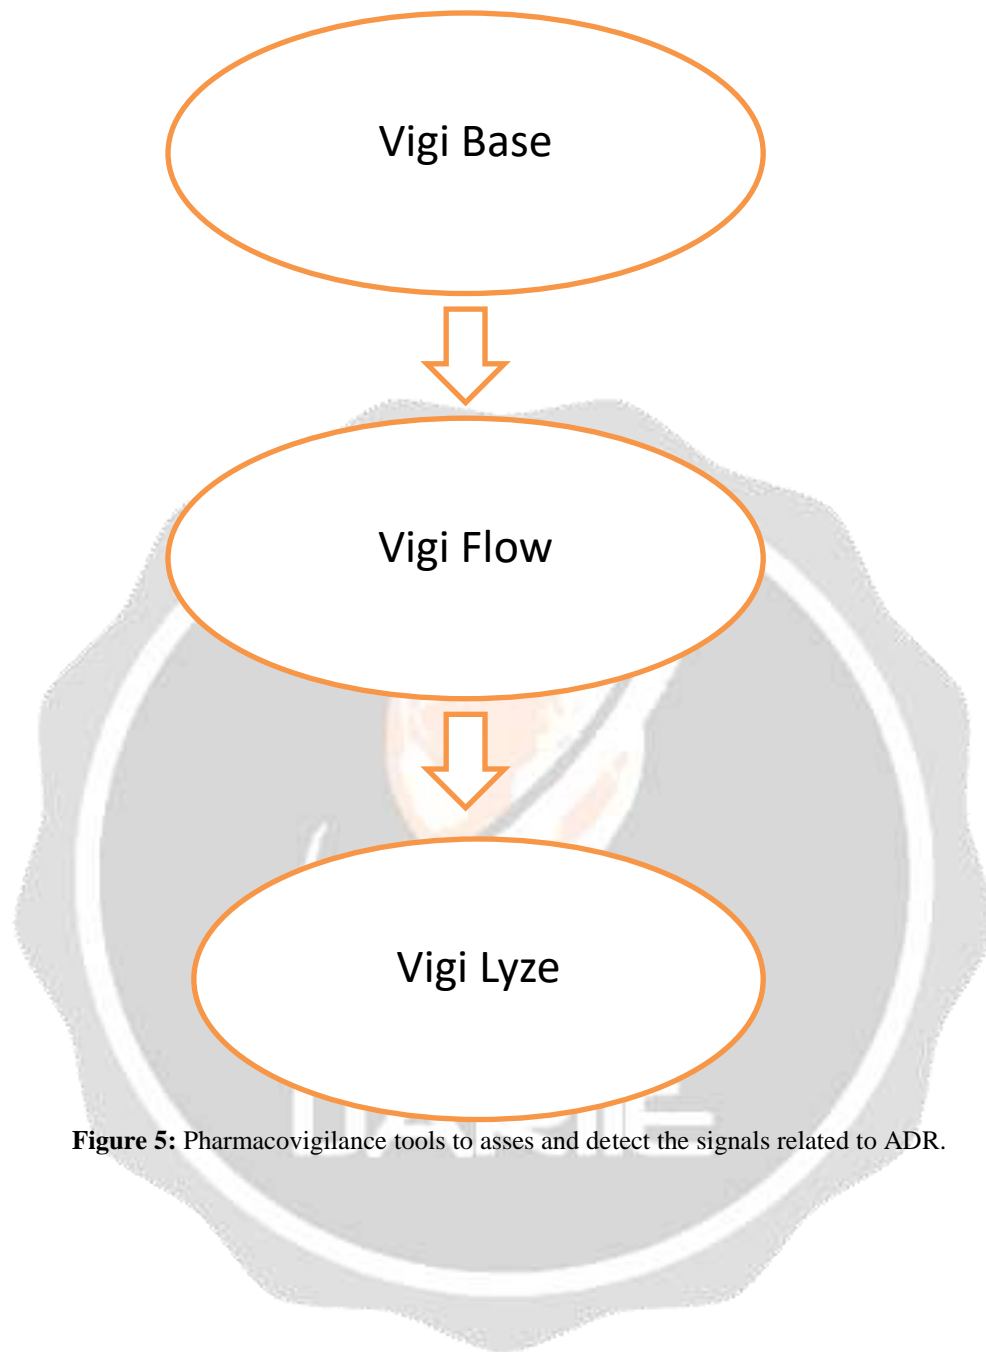 Vigi Base
Vigi Flow
Vigi Lyze
Figure 5: Pharmacovigilance tools to asses and detect the signals related to ADR.